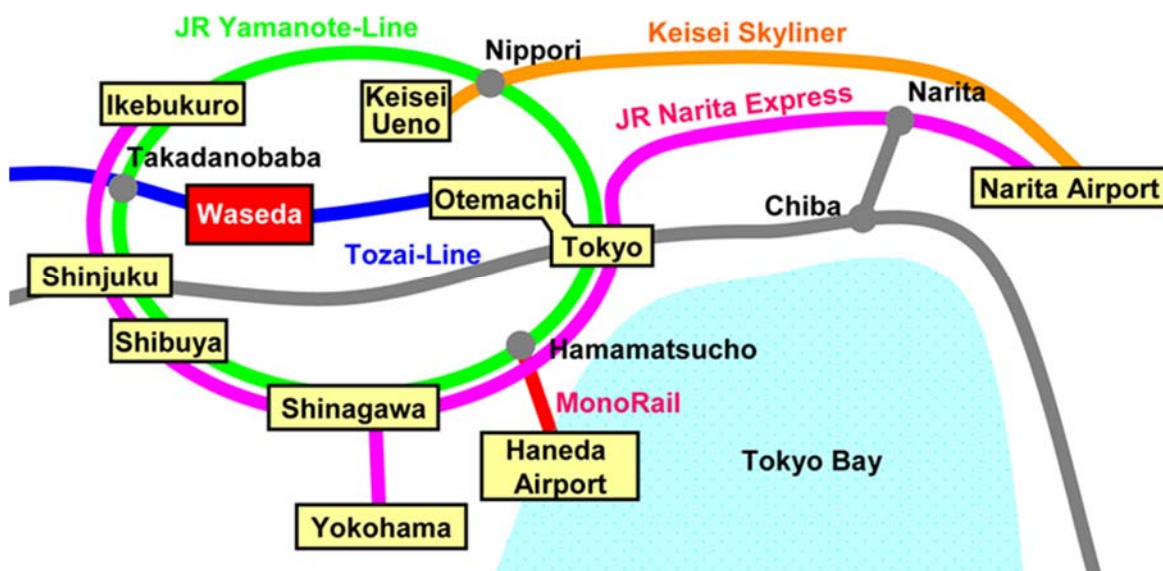 JR Yamanote-Line
Keisei Skyliner
Nippori
Ikebukuro
Keisei
Ueno
JR Narita Express
Narita
Takadanobaba
Waseda
Otemachi
Narita Airport
Chiba
Tozai-Line
Tokyo
Shinjuku
Shibuya
Hamamatsucho
Shinagawa
MonoRail
Haneda
Airport
Tokyo Bay
Yokohama